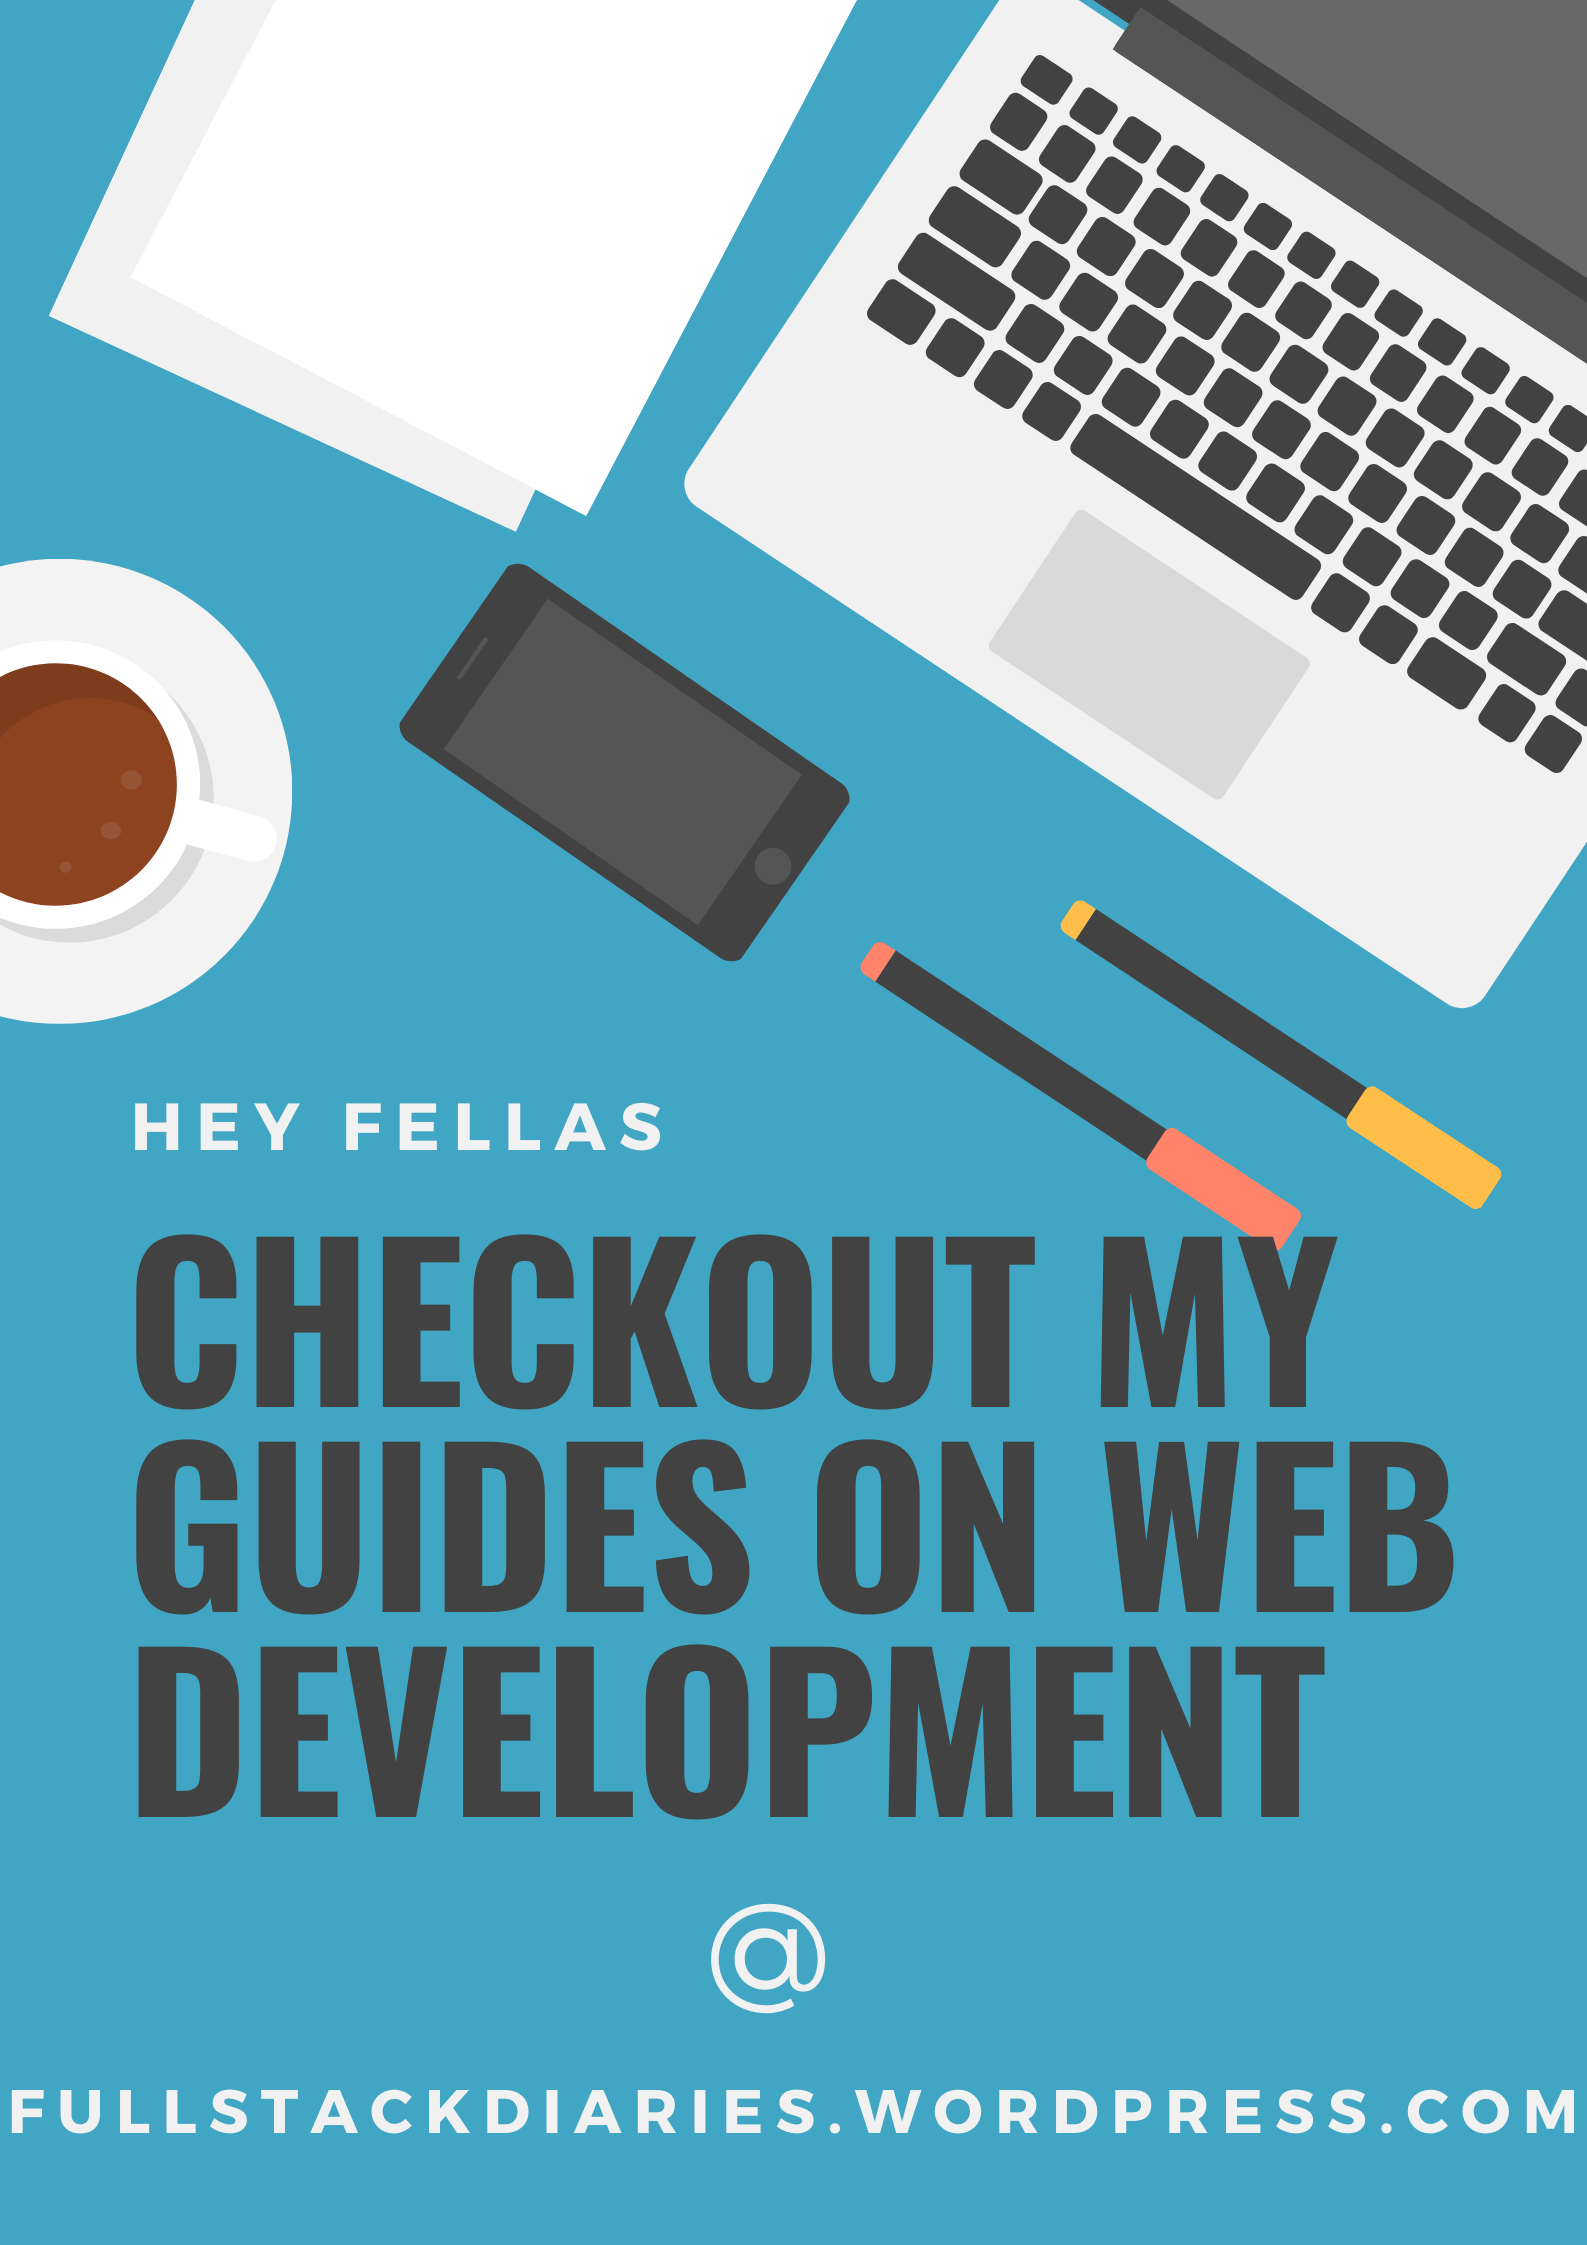 HEY FELLAS
CHECKOUT MY
GUIDES ON WEB
DEVELOPMENT
@
FULLSTACKDIARIES.WORDPRESS.COM